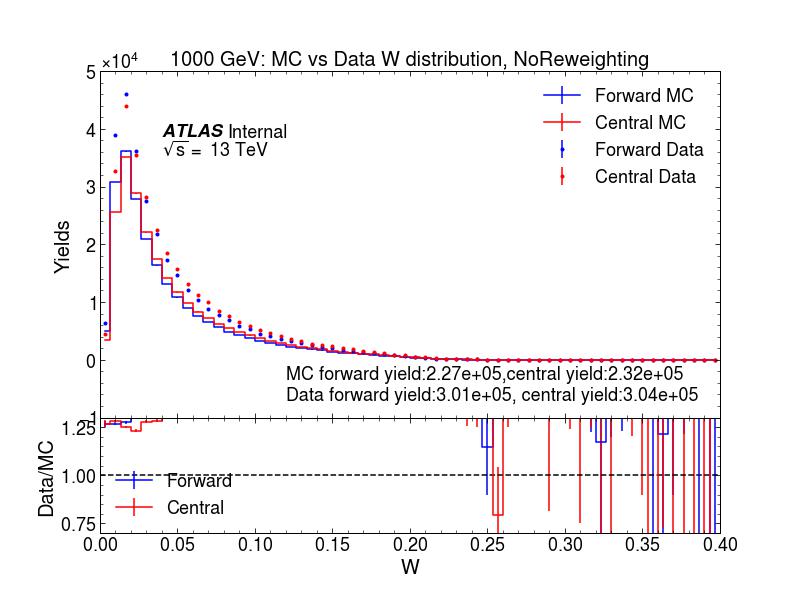 ×10⁴
1000 GeV: MC vs Data W distribution, NoReweighting
5
4
3
2
1
0
−1
Yields
ATLAS Internal
√s = 13 TeV
Forward MC
Central MC
Forward Data
Central Data
MC forward yield:2.27e+05,central yield:2.32e+05
Data forward yield:3.01e+05, central yield:3.04e+05
1.25
1.00
0.75
Data/MC
Forward
Central
0.00 0.05 0.10 0.15 0.20 0.25 0.30 0.35 0.40
W